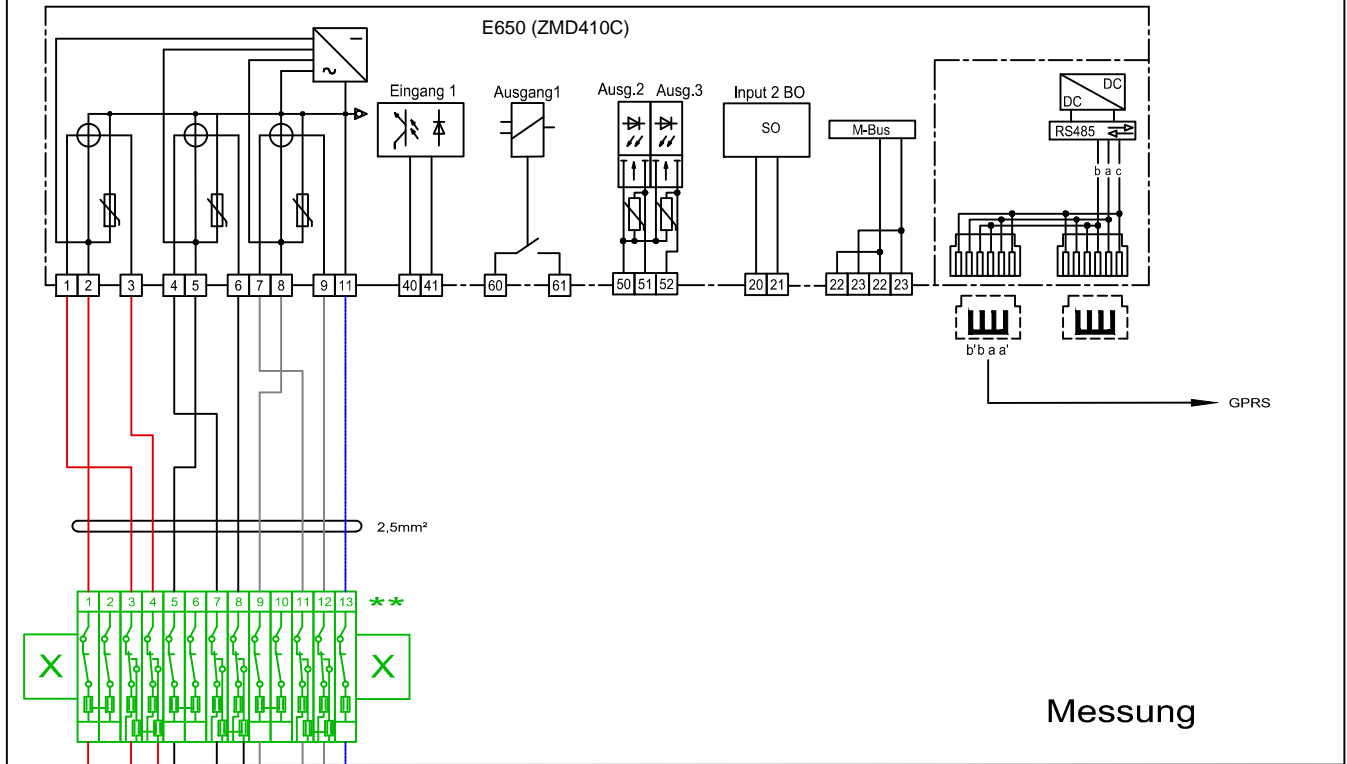 E650 (ZMD410C)
Eingang 1
Ausgang1
Ausg.2 Ausg.3
Input 2 BO
SO
M-Bus
DC
DC
RS485
b a c
1 2 3 4 5 6 7 8 9 11 40 41 60 61 50 51 52 20 21 22 23 22 23
b'b a a'
GPRS
2,5mm²
1 2 3 4 5 6 7 8 9 10 11 12 13 **
X X
Messung